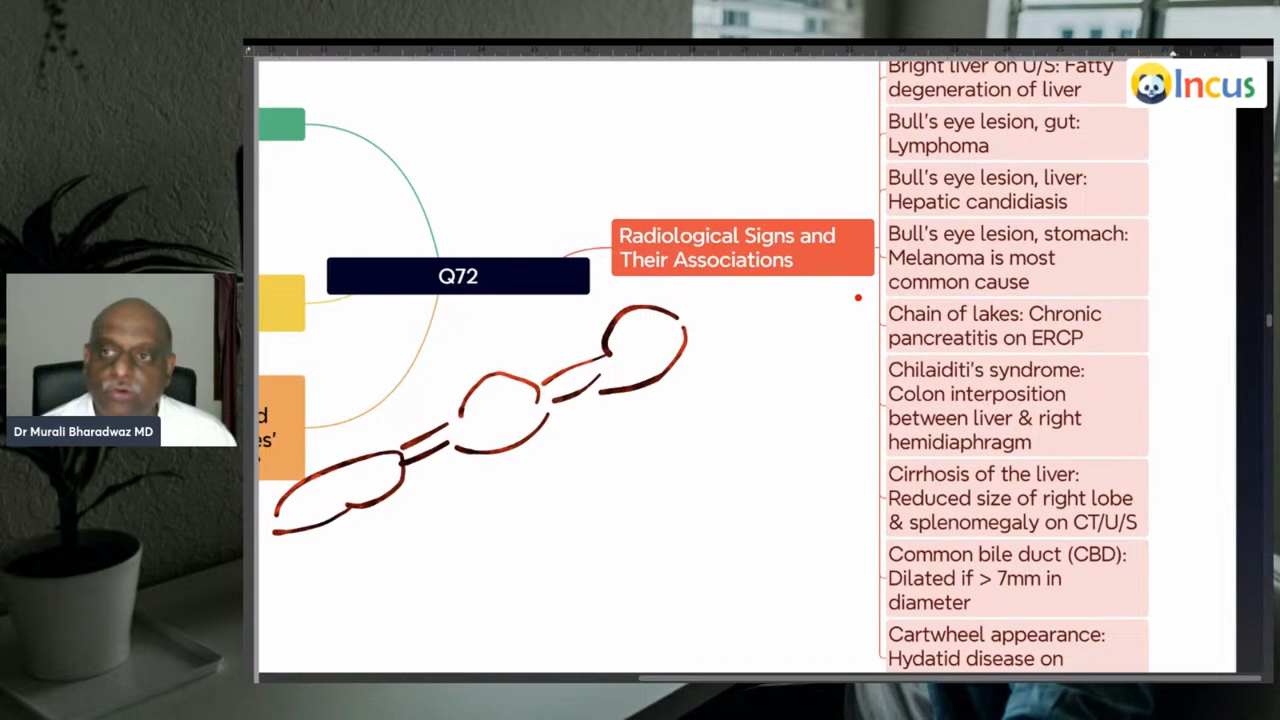 Incus
Bright liver on U/S: Fatty
degeneration of liver
Bull's eye lesion, gut:
Lymphoma
Bull's eye lesion, liver:
Hepatic candidiasis
Radiological Signs and
Their Associations
Q72
Bull's eye lesion, stomach:
Melanoma is most
common cause
Chain of lakes: Chronic
pancreatitis on ERCP
Chilaiditi's syndrome:
Colon interposition
between liver & right
hemidiaphragm
Cirrhosis of the liver:
Reduced size of right lobe
& splenomegaly on CT/U/S
Common bile duct (CBD):
Dilated if > 7mm in
diameter
Cartwheel appearance:
Hydatid disease on
Dr Murali Bharadwaz MD